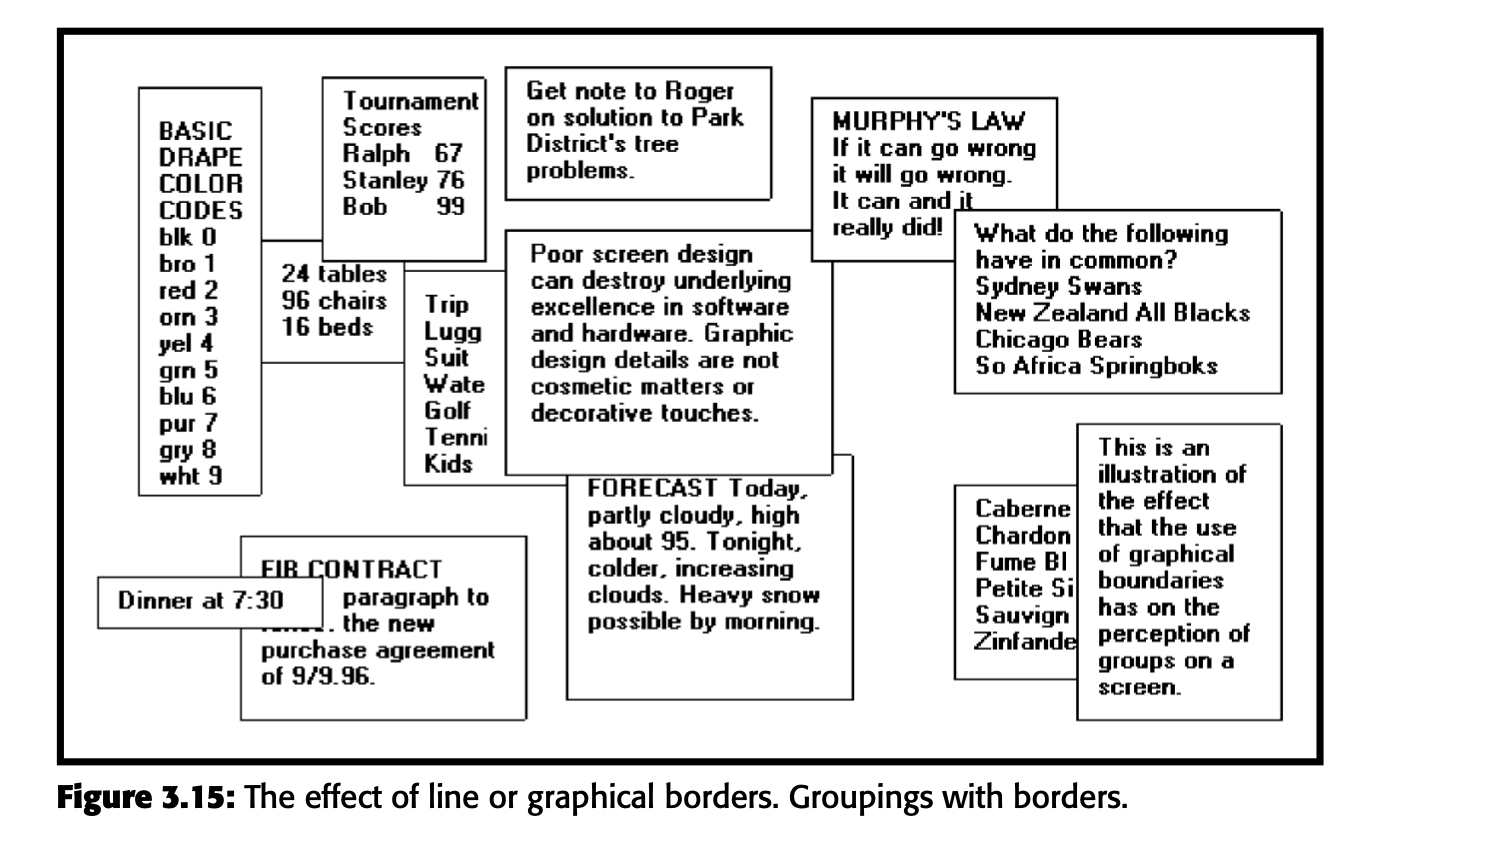 BASIC
DRAPE
COLOR
CODES
blk 0
bro 1
red 2
orn 3
yel 4
grn 5
blu 6
pur 7
gry 8
wht 9
Tournament
Scores
Ralph 67
Stanley 76
Bob 99
24 tables
96 chairs
16 beds
Trip
Lugg
Suit
Wate
Golf
Tenni
Kids
Get note to Roger
on solution to Park
District's tree
problems.
Poor screen design
can destroy underlying
excellence in software
and hardware. Graphic
design details are not
cosmetic matters or
decorative touches.
MURPHY'S LAW
If it can go wrong
it will go wrong.
It can and it
really did!
What do the following
have in common?
Sydney Swans
New Zealand All Blacks
Chicago Bears
So Africa Springboks
FORECAST Today,
partly cloudy, high
about 95. Tonight,
colder, increasing
clouds. Heavy snow
possible by morning.
Dinner at 7:30
CONTRACT
paragraph to
the new
purchase agreement
of 9/9.96.
Caberne
Chardon
Fume Bl
Petite Si
Sauvign
Zinfande
This is an
illustration of
the effect
that the use
of graphical
boundaries
has on the
perception of
groups on a
screen.
Figure 3.15: The effect of line or graphical borders. Groupings with borders.